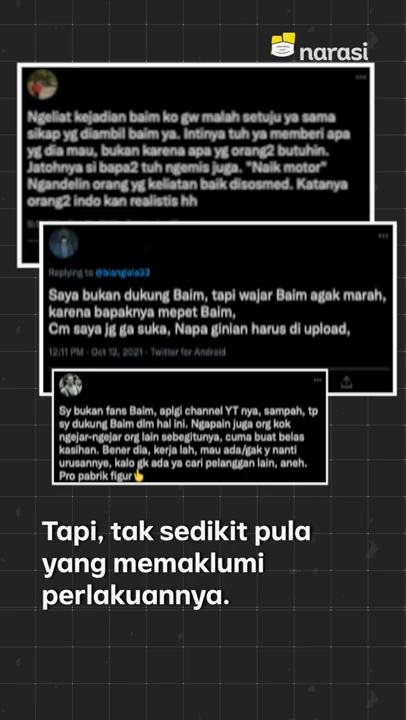 narasi
Ngeliat kejadian baim ko gw malah setuju ya sama
sikap yg diambil baim ya. Intinya tuh ya memberi apa
yg dia mau, bukan karena apa yg orang2 butuhin.
Jatohnya si bapa2 tuh ngemis juga. "Naik motor"
Ngandelin orang yg keliatan baik disosmed. Katanya
orang2 indo kan realistis hh
Replying to @bianglala33
Saya bukan dukung Baim, tapi wajar Baim agak marah,
karena bapaknya mepet Baim,
Cm saya jg ga suka, Napa ginian harus di upload,
12:11 PM · Oct 12, 2021 · Twitter for Android
Sy bukan fans Baim, apigi channel YT nya, sampah, tp
sy dukung Baim dlm hal ini. Ngapain juga org kok
ngejar-ngejar org lain sebegitunya, cuma buat belas
kasihan. Bener dia, kerja lah, mau ada/gak y nanti
urusannye, kalo gk ada ya cari pelanggan lain, aneh.
Pro pabrik figur👆
Tapi, tak sedikit pula
yang memaklumi
perlakuannya.